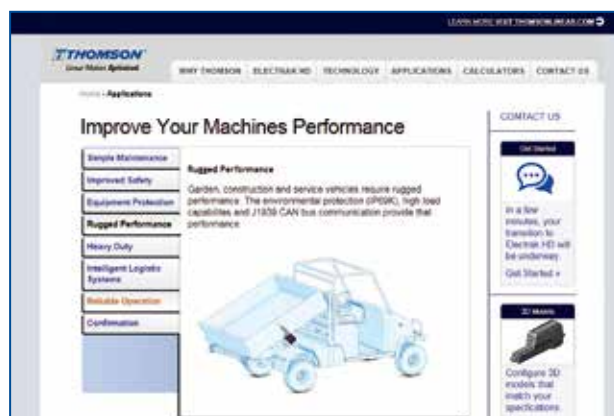 LEARN MORE VISIT THOMSONLINEAR.COM
THOMSON
Linear Motion. Optimized.
WHY THOMSON ELECTRAK HD TECHNOLOGY APPLICATIONS CALCULATORS CONTACT US
Home › Applications
Improve Your Machines Performance
Simple Maintenance
Improved Safety
Equipment Protection
Rugged Performance
Heavy Duty
Intelligent Logistic
Systems
Reliable Operation
Confirmation
Rugged Performance
Garden, construction and service vehicles require rugged
performance. The environmental protection (IP69K), high load
capabilities and J1939 CAN bus communication provide that
performance.
CONTACT US
Get Started
In a few
minutes, your
transition to
Electrak HD will
be underway.
Get Started »
3D Models
Configure 3D
models that
match your
specifications